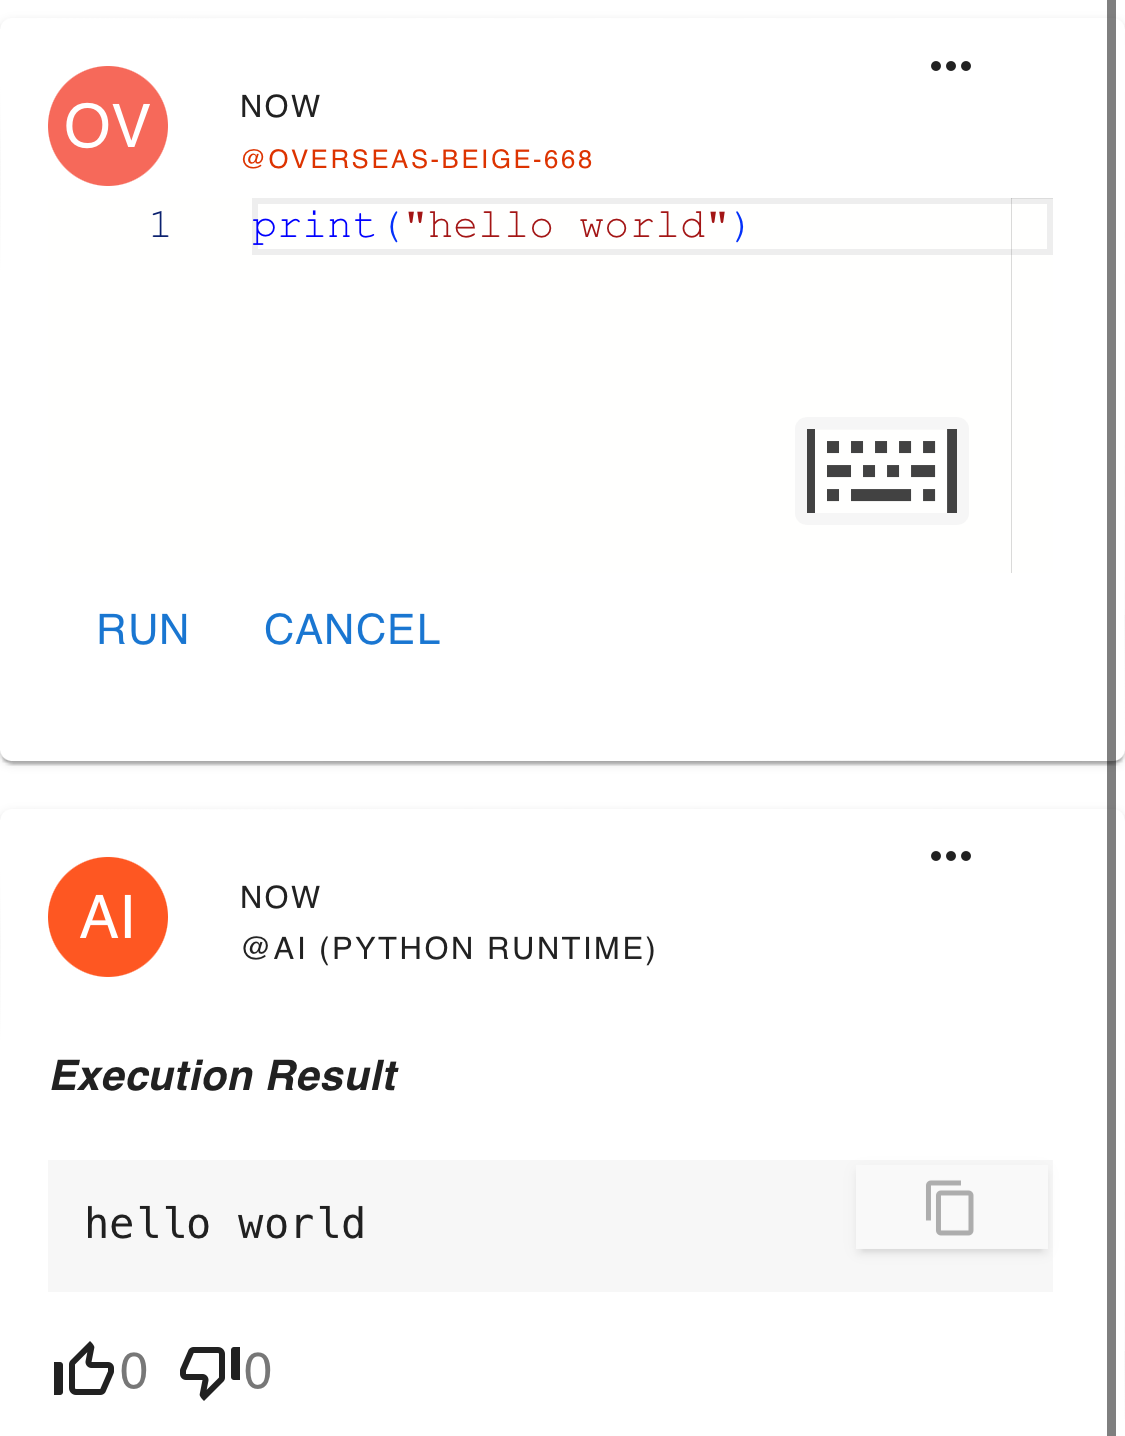 OV
NOW
@OVERSEAS-BEIGE-668
1 print("hello world")
RUN CANCEL
AI
NOW
@AI (PYTHON RUNTIME)
Execution Result
hello world
0 0